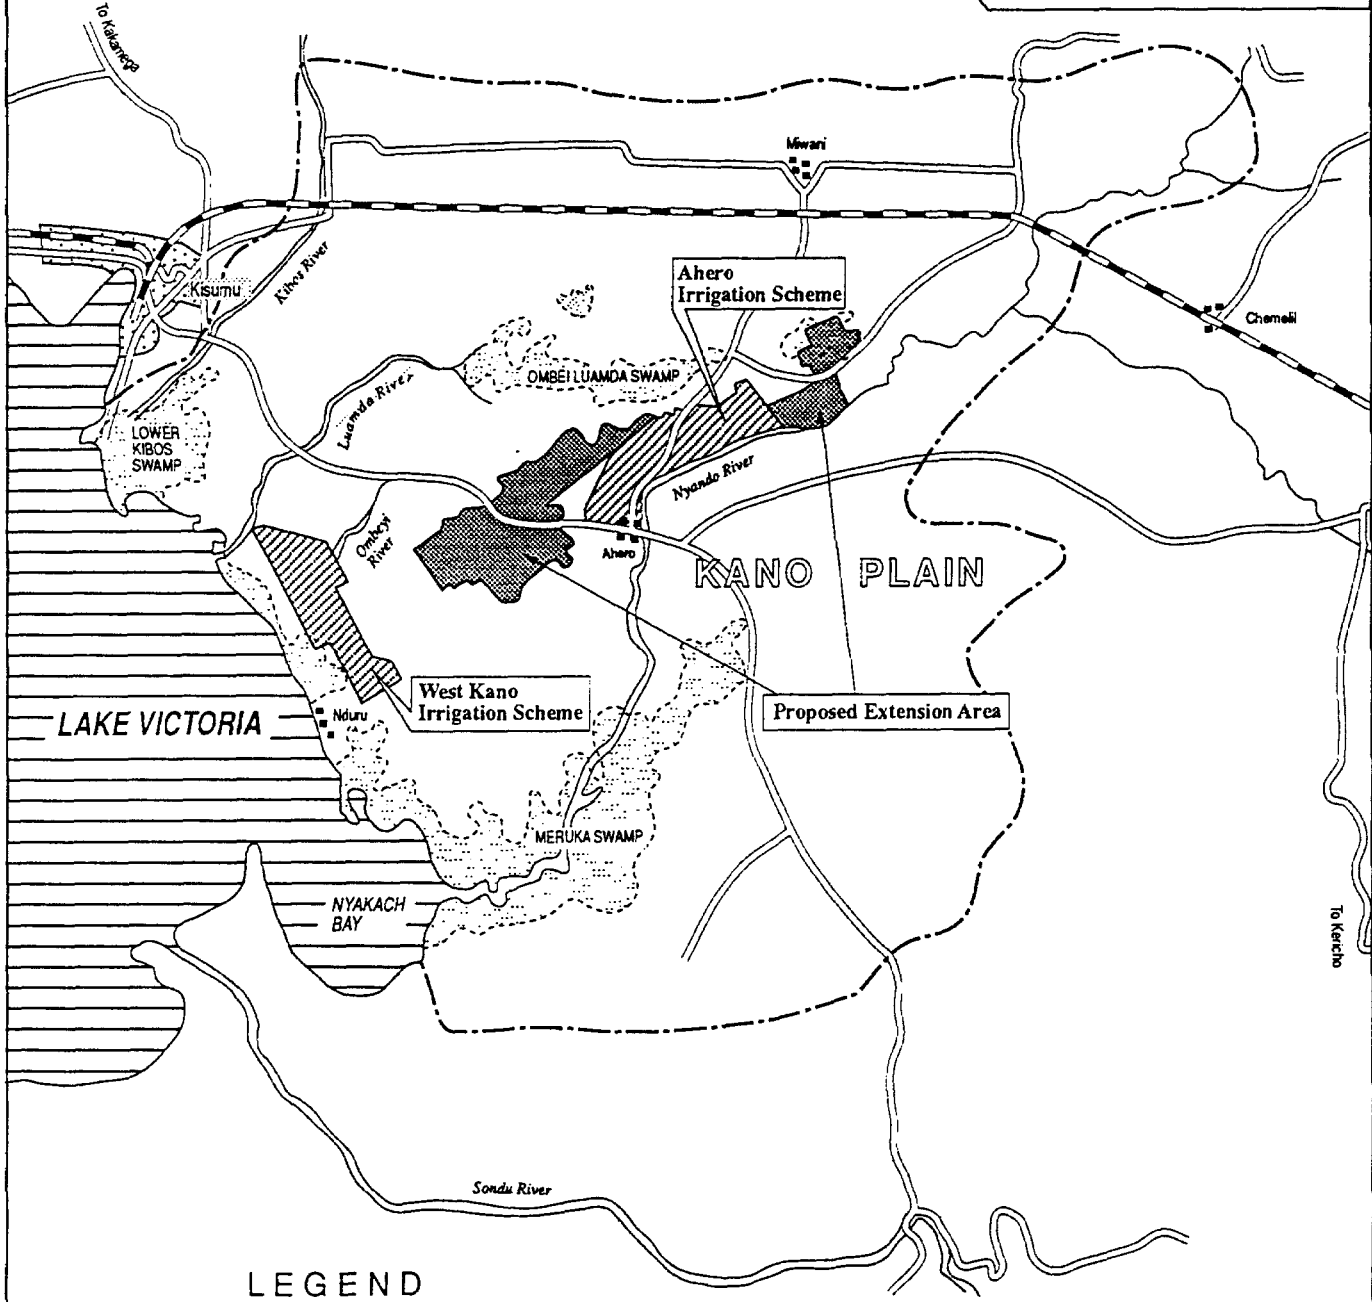 To Kakamega
Miwani
Kisumu
Kibos River
Ahero
Irrigation Scheme
Chemelil
OMBEI LUAMDA SWAMP
Luamda River
LOWER
KIBOS
SWAMP
Nyando River
Ombeyi
River
Ahero
KANO PLAIN
West Kano
Irrigation Scheme
Proposed Extension Area
Nduru
LAKE VICTORIA
MERUKA SWAMP
NYAKACH
BAY
To Kericho
Sondu River
LEGEND